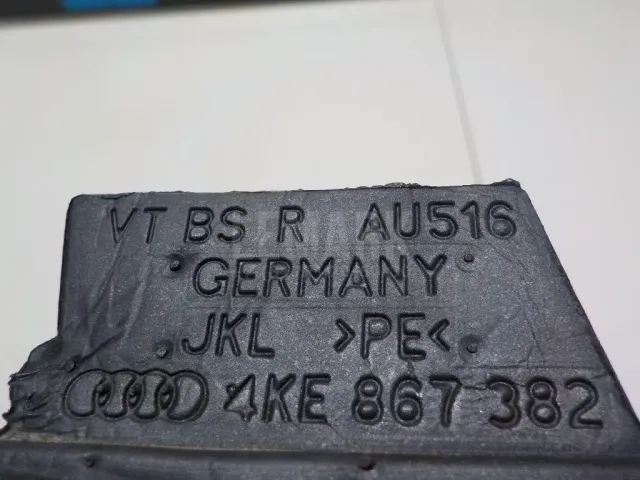 VT BS R AU516
GERMANY
JKL >PE<
4KE 867 382